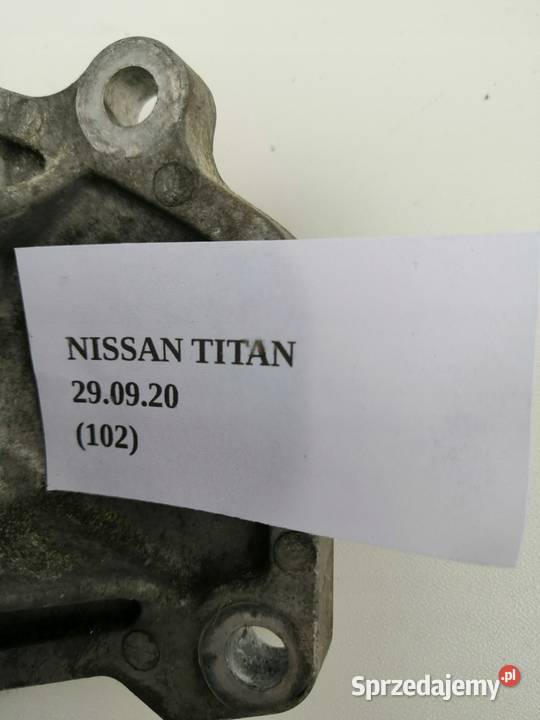 NISSAN TITAN
29.09.20
(102)
Sprzedajemy.pl